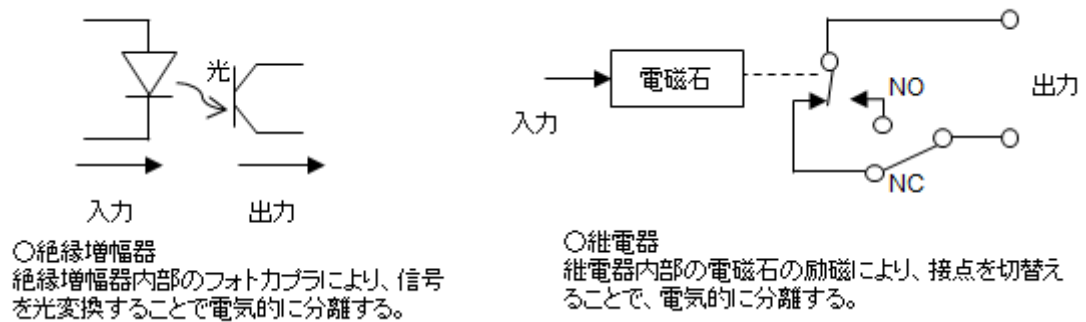 光
入力
出力
○絶縁増幅器
絶縁増幅器内部のフォトカプラにより、信号
を光変換することで電気的に分離する。
電磁石
入力
NO
NC
出力
○継電器
継電器内部の電磁石の励磁により、接点を切替え
ることで、電気的に分離する。